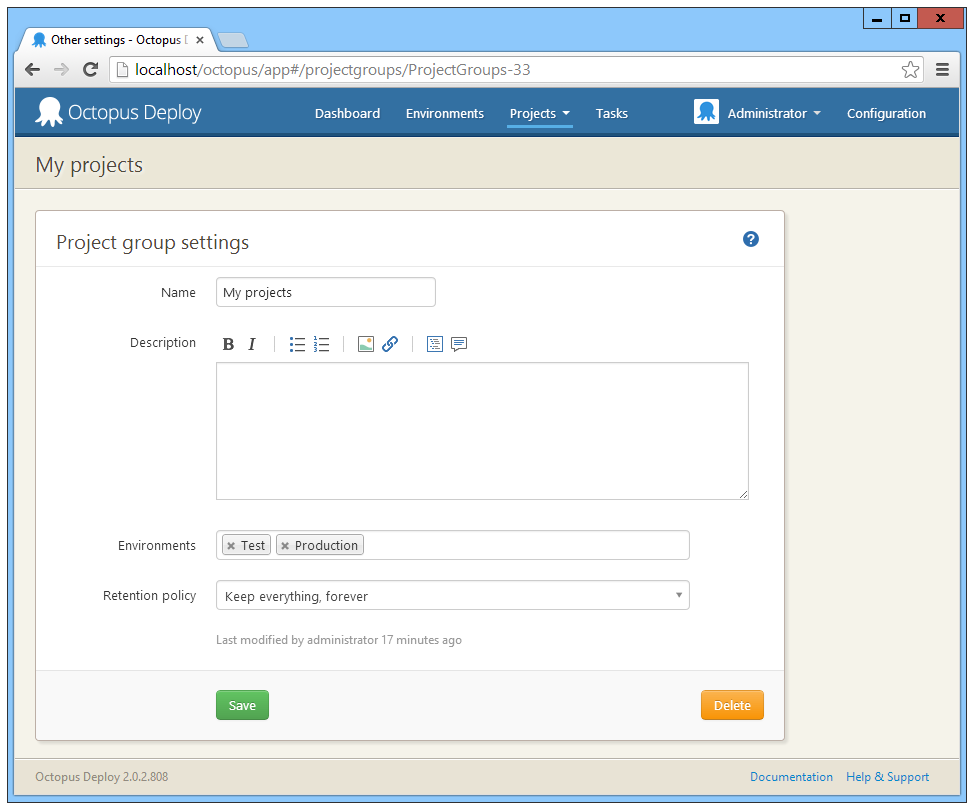 Other settings - Octopus D
localhost/octopus/app#/projectgroups/ProjectGroups-33
Octopus Deploy Dashboard Environments Projects Tasks Administrator Configuration
My projects
Project group settings
?
Name My projects
Description B I
Environments Test Production
Retention policy Keep everything, forever
Last modified by administrator 17 minutes ago
Save Delete
Octopus Deploy 2.0.2.808 Documentation Help & Support